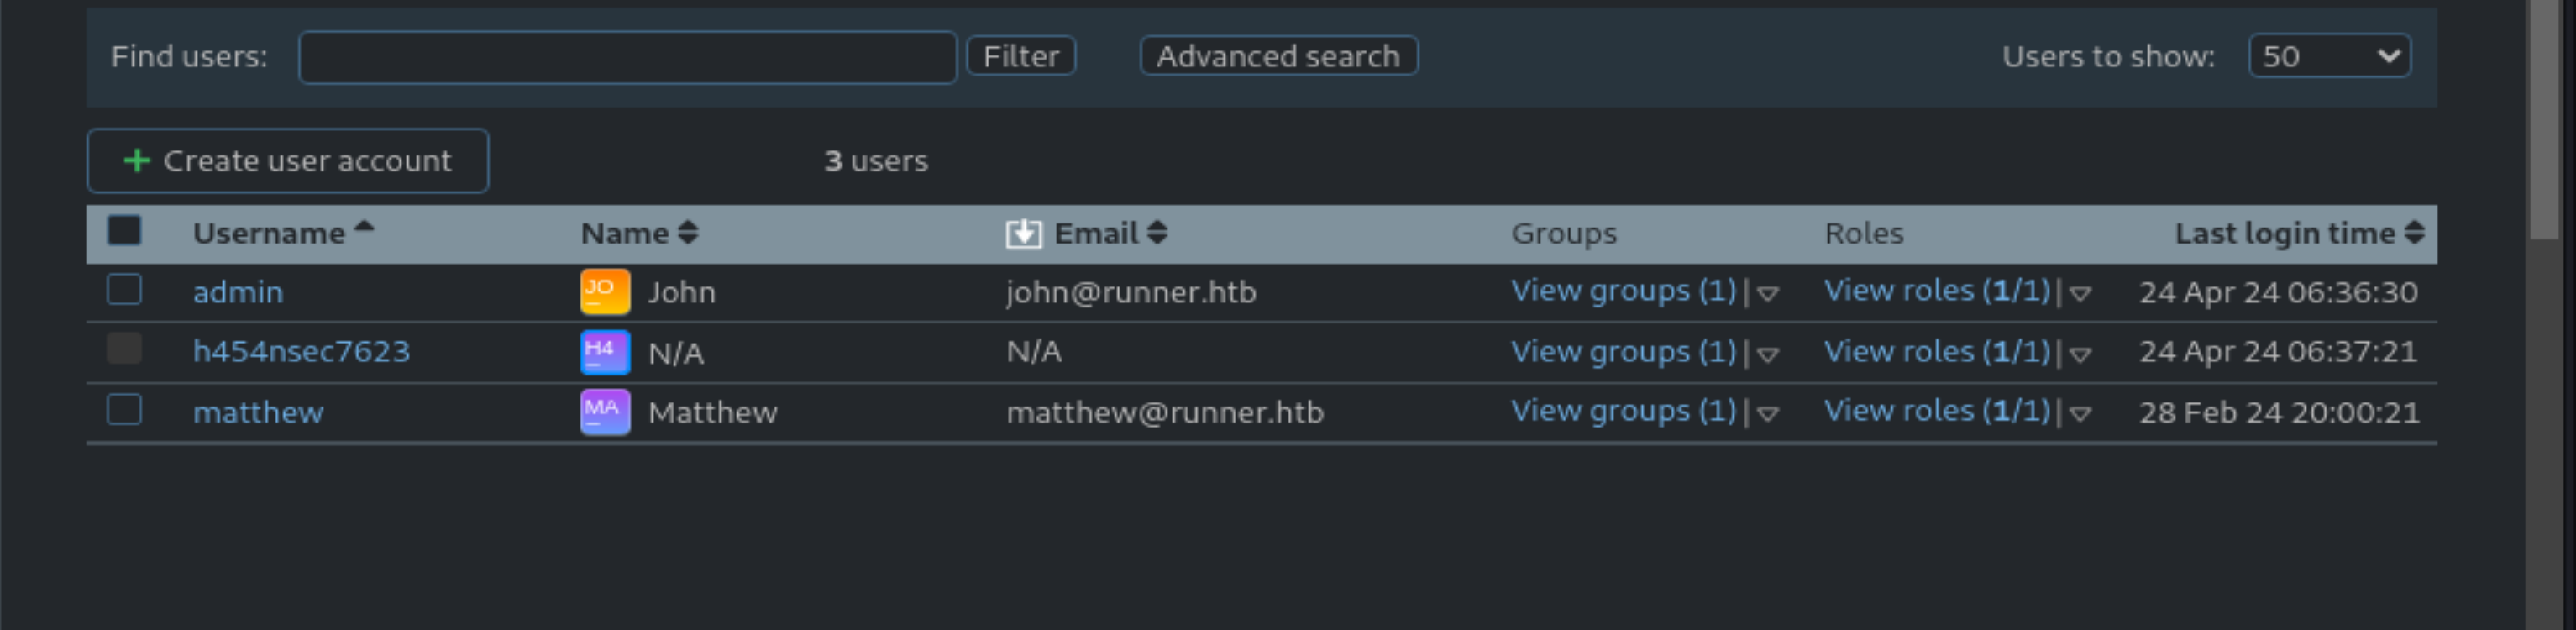 Find users: Filter Advanced search Users to show: 50
+ Create user account 3 users
Username Name Email Groups Roles Last login time
admin JO John john@runner.htb View groups (1) | View roles (1/1) | 24 Apr 24 06:36:30
h454nsec7623 H4 N/A N/A View groups (1) | View roles (1/1) | 24 Apr 24 06:37:21
matthew MA Matthew matthew@runner.htb View groups (1) | View roles (1/1) | 28 Feb 24 20:00:21